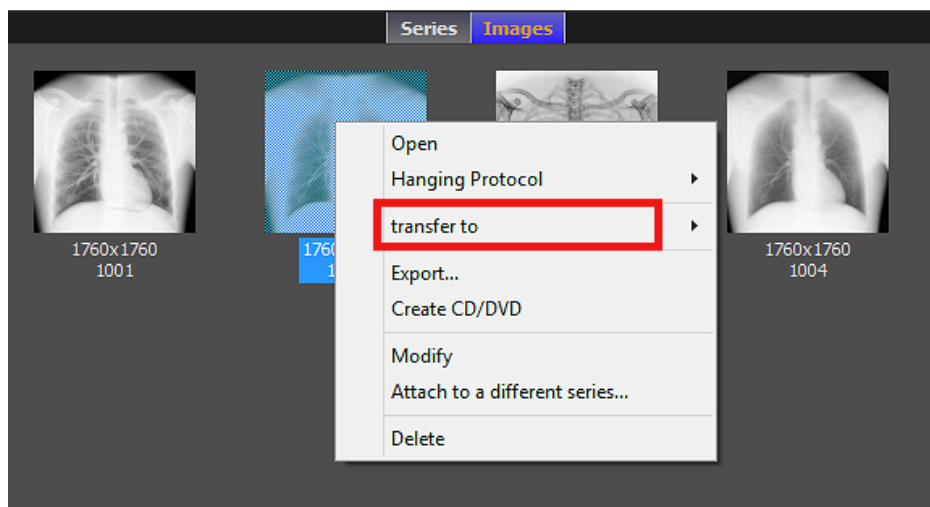 Series Images
Open
Hanging Protocol
transfer to
1760x1760
1001
1760
1
1760x1760
1004
Export...
Create CD/DVD
Modify
Attach to a different series...
Delete